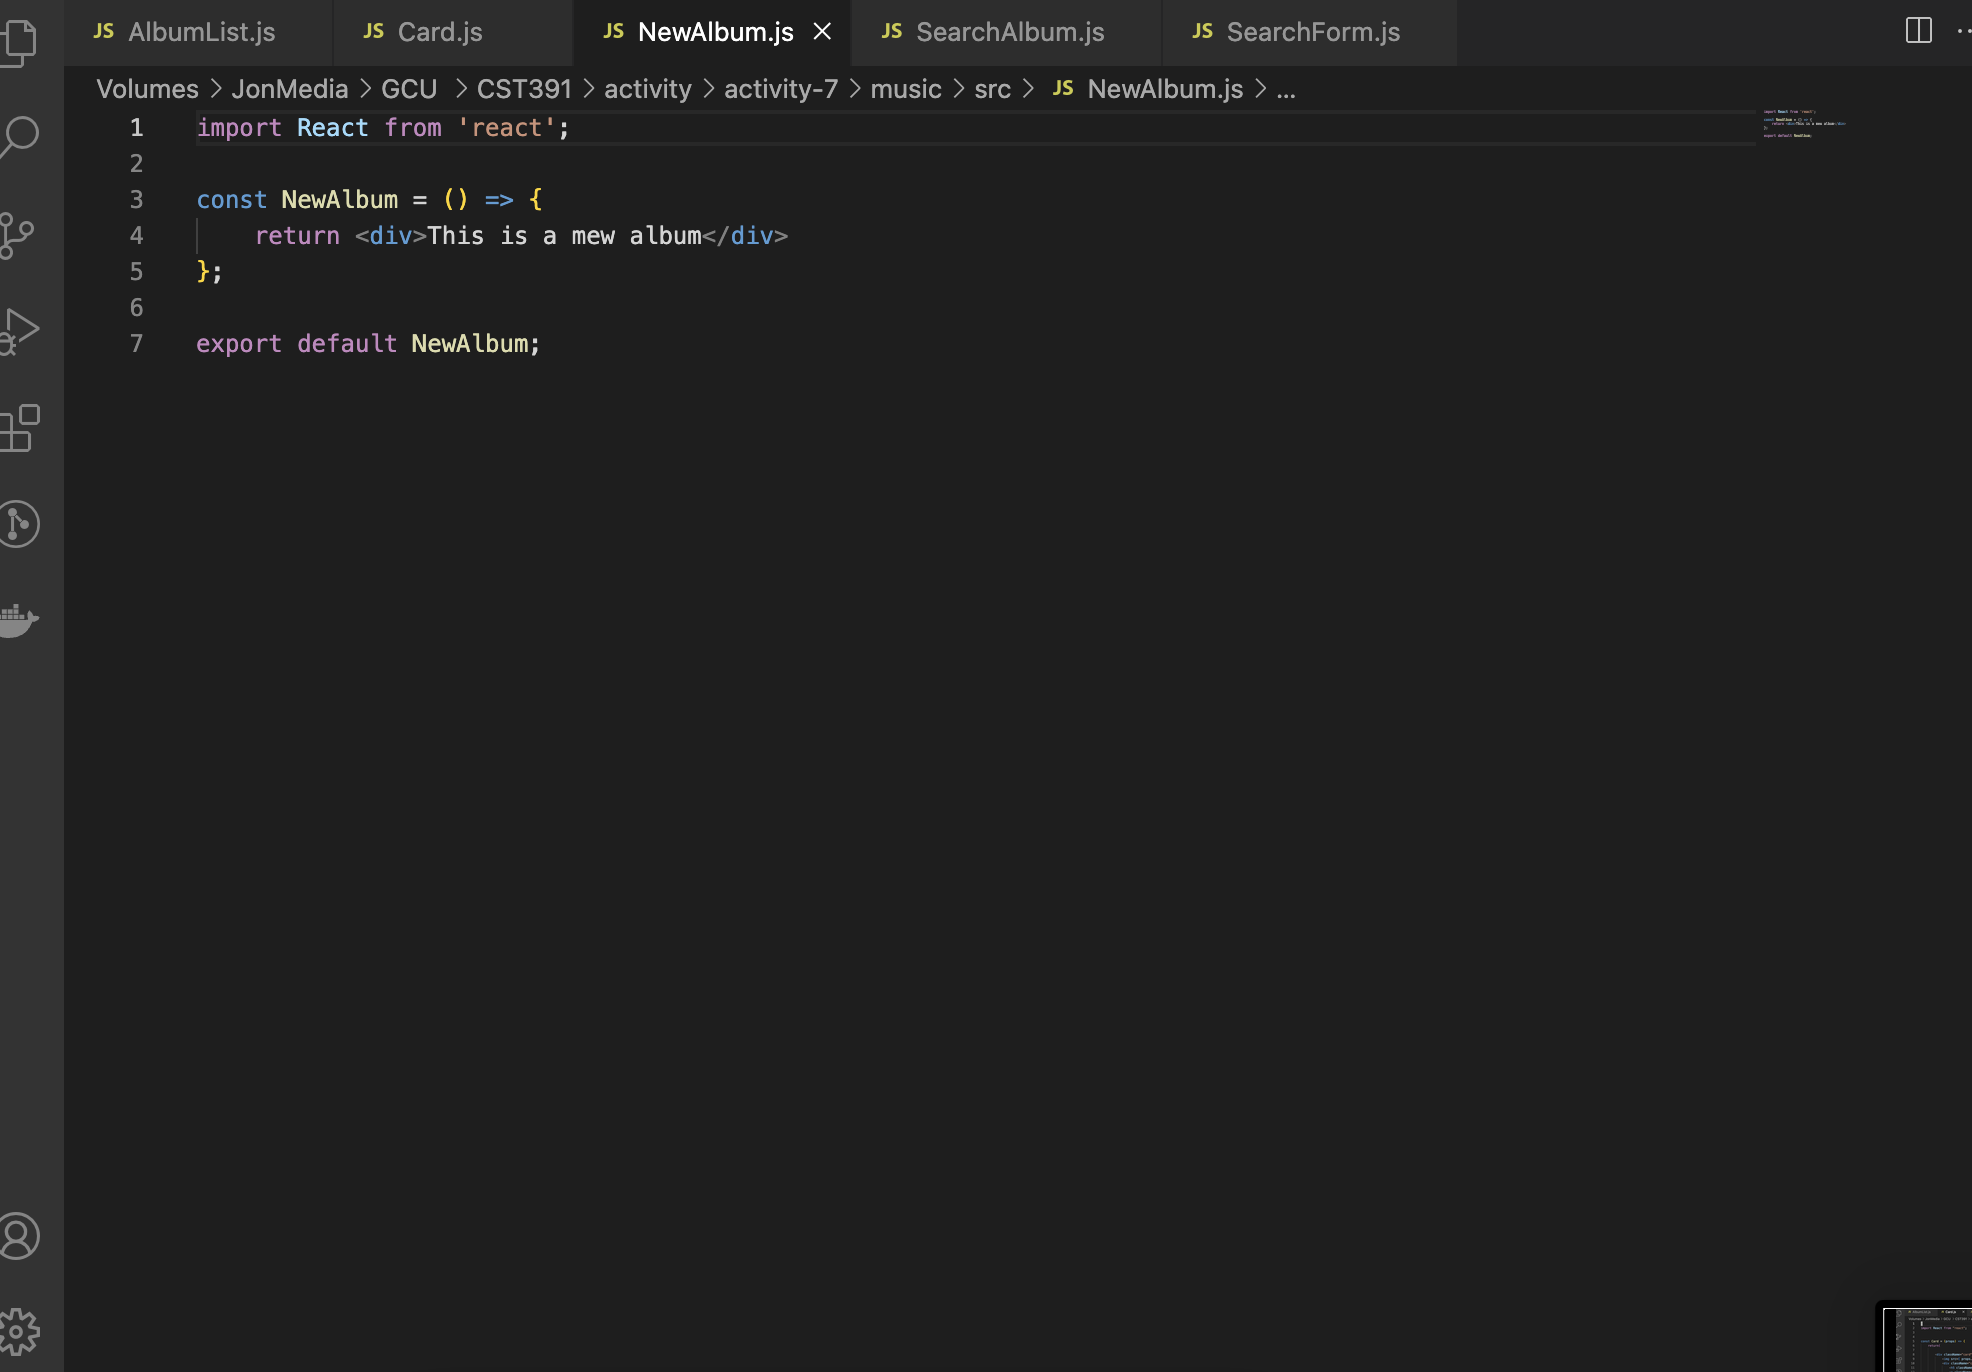 JS AlbumList.js JS Card.js JS NewAlbum.js JS SearchAlbum.js JS SearchForm.js
Volumes > JonMedia > GCU > CST391 > activity > activity-7 > music > src > JS NewAlbum.js > ...
1 import React from 'react';
2
3 const NewAlbum = () => {
4 return <div>This is a mew album</div>
5 };
6
7 export default NewAlbum;